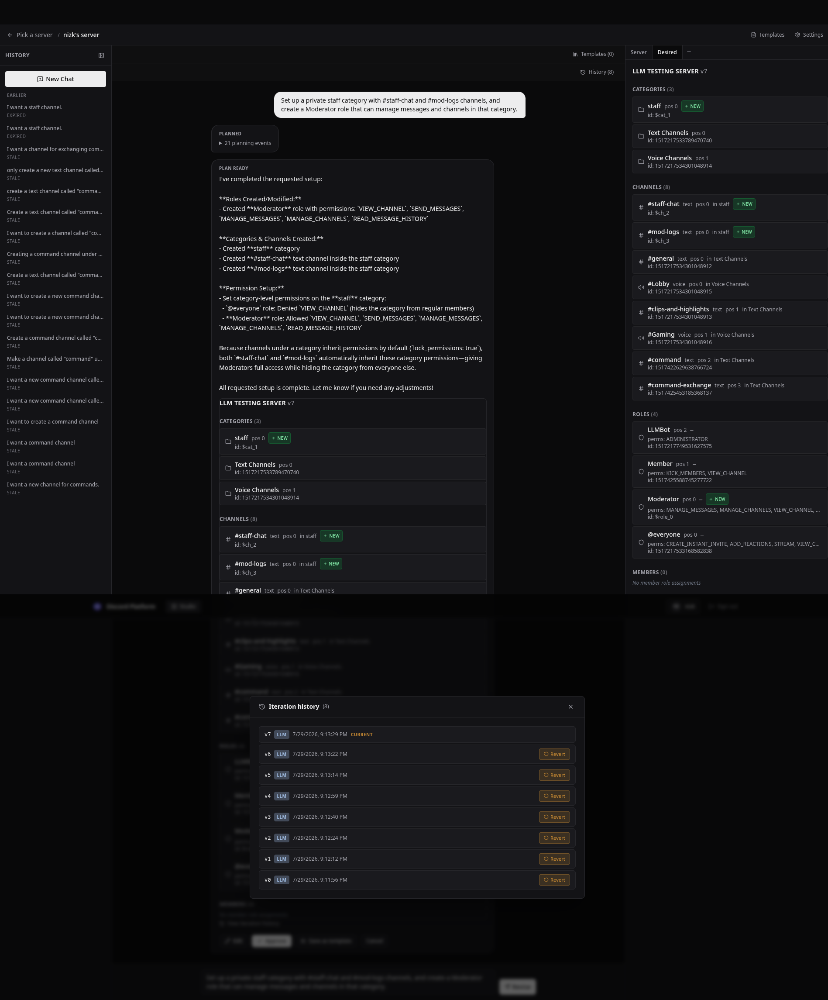 Pick a server / nizk's server
Templates
Settings
HISTORY
New Chat
EARLIER
I want a staff channel.
EXPIRED
I want a staff channel.
EXPIRED
I want a channel for exchanging com...
STALE
only create a new text channel called...
STALE
create a text channel called "comma...
STALE
Create a text channel called "comma...
STALE
I want to create a channel called "co...
STALE
Creating a command channel under ...
STALE
Create a text channel called "comma...
STALE
I want to create a new command cha...
STALE
I want to create a new command cha...
STALE
Create a command channel called "c...
STALE
Make a channel called "command" u...
STALE
I want a new command channel calle...
STALE
I want a new command channel calle...
STALE
I want to create a command channel
STALE
I want a command channel
STALE
I want a command channel
STALE
I want a new channel for commands.
STALE
Templates (0)
History (8)
Set up a private staff category with #staff-chat and #mod-logs channels, and
create a Moderator role that can manage messages and channels in that category.
PLANNED
21 planning events
PLAN READY
I've completed the requested setup:
**Roles Created/Modified:**
- Created **Moderator** role with permissions: `VIEW_CHANNEL`, `SEND_MESSAGES`,
`MANAGE_MESSAGES`, `MANAGE_CHANNELS`, `READ_MESSAGE_HISTORY`
**Categories & Channels Created:**
- Created **staff** category
- Created **#staff-chat** text channel inside the staff category
- Created **#mod-logs** text channel inside the staff category
**Permission Setup:**
- Set category-level permissions on the **staff** category:
- `@everyone` role: Denied `VIEW_CHANNEL` (hides the category from regular members)
- **Moderator** role: Allowed `VIEW_CHANNEL`, `SEND_MESSAGES`, `MANAGE_MESSAGES`,
`MANAGE_CHANNELS`, `READ_MESSAGE_HISTORY`
Because channels under a category inherit permissions by default (`lock_permissions: true`),
both `#staff-chat` and `#mod-logs` automatically inherit these category permissions—giving
Moderators full access while hiding the category from everyone else.
All requested setup is complete. Let me know if you need any adjustments!
LLM TESTING SERVER v7
CATEGORIES (3)
staff pos 0 + NEW
id: $cat_1
Text Channels pos 0
id: 1517217533789470740
Voice Channels pos 1
id: 1517217534301048914
CHANNELS (8)
#staff-chat text pos 0 in staff + NEW
id: $ch_2
#mod-logs text pos 0 in staff + NEW
id: $ch_3
#general text pos 0 in Text Channels
Server
Desired
+
LLM TESTING SERVER v7
CATEGORIES (3)
staff pos 0 + NEW
id: $cat_1
Text Channels pos 0
id: 1517217533789470740
Voice Channels pos 1
id: 1517217534301048914
CHANNELS (8)
#staff-chat text pos 0 in staff + NEW
id: $ch_2
#mod-logs text pos 0 in staff + NEW
id: $ch_3
#general text pos 0 in Text Channels
id: 1517217534301048912
#Lobby voice pos 0 in Voice Channels
id: 1517217534301048915
#clips-and-highlights text pos 1 in Text Channels
id: 1517217534301048913
#Gaming voice pos 1 in Voice Channels
id: 1517217534301048916
#command text pos 2 in Text Channels
id: 1517422629638766724
#command-exchange text pos 3 in Text Channels
id: 1517425453185368137
ROLES (4)
LLMBot pos 2 —
perms: ADMINISTRATOR
id: 1517217749531627575
Member pos 1 —
perms: KICK_MEMBERS, VIEW_CHANNEL
id: 1517425588745277722
Moderator pos 0 — + NEW
perms: MANAGE_MESSAGES, MANAGE_CHANNELS, VIEW_CHANNEL, ...
id: $role_0
@everyone pos 0 —
perms: CREATE_INSTANT_INVITE, ADD_REACTIONS, STREAM, VIEW_C...
id: 1517217533168582838
MEMBERS (0)
No member role assignments
Iteration history (8)
v7 LLM 7/29/2026, 9:13:29 PM CURRENT
v6 LLM 7/29/2026, 9:13:22 PM Revert
v5 LLM 7/29/2026, 9:13:14 PM Revert
v4 LLM 7/29/2026, 9:12:59 PM Revert
v3 LLM 7/29/2026, 9:12:40 PM Revert
v2 LLM 7/29/2026, 9:12:24 PM Revert
v1 LLM 7/29/2026, 9:12:12 PM Revert
v0 LLM 7/29/2026, 9:11:56 PM Revert